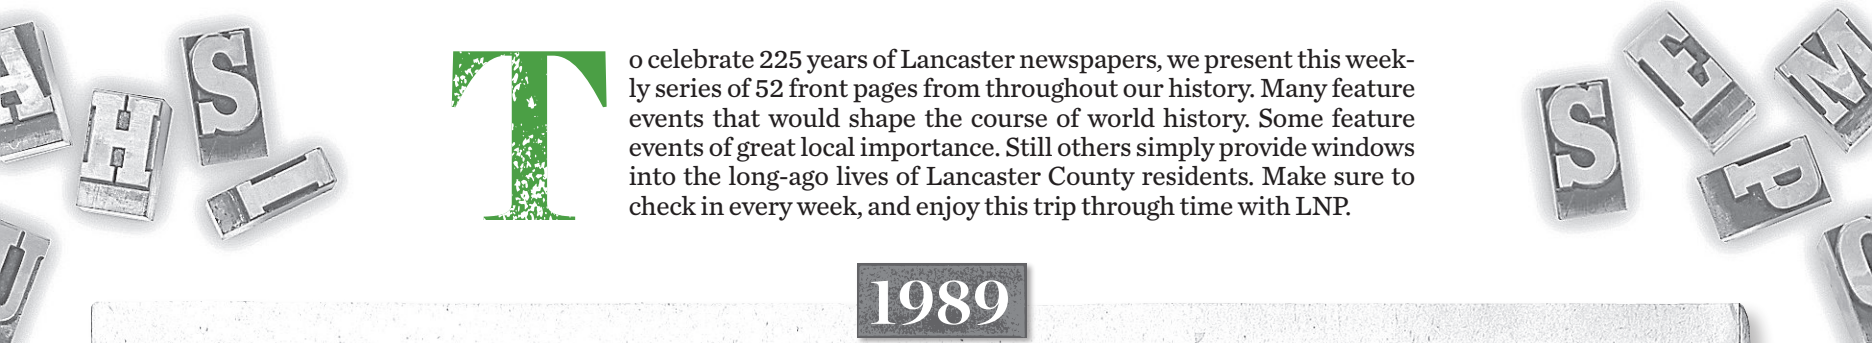 To celebrate 225 years of Lancaster newspapers, we present this week-
ly series of 52 front pages from throughout our history. Many feature
events that would shape the course of world history. Some feature
events of great local importance. Still others simply provide windows
into the long-ago lives of Lancaster County residents. Make sure to
check in every week, and enjoy this trip through time with LNP.
1989
A
H
S
I
U
S
E
M
P